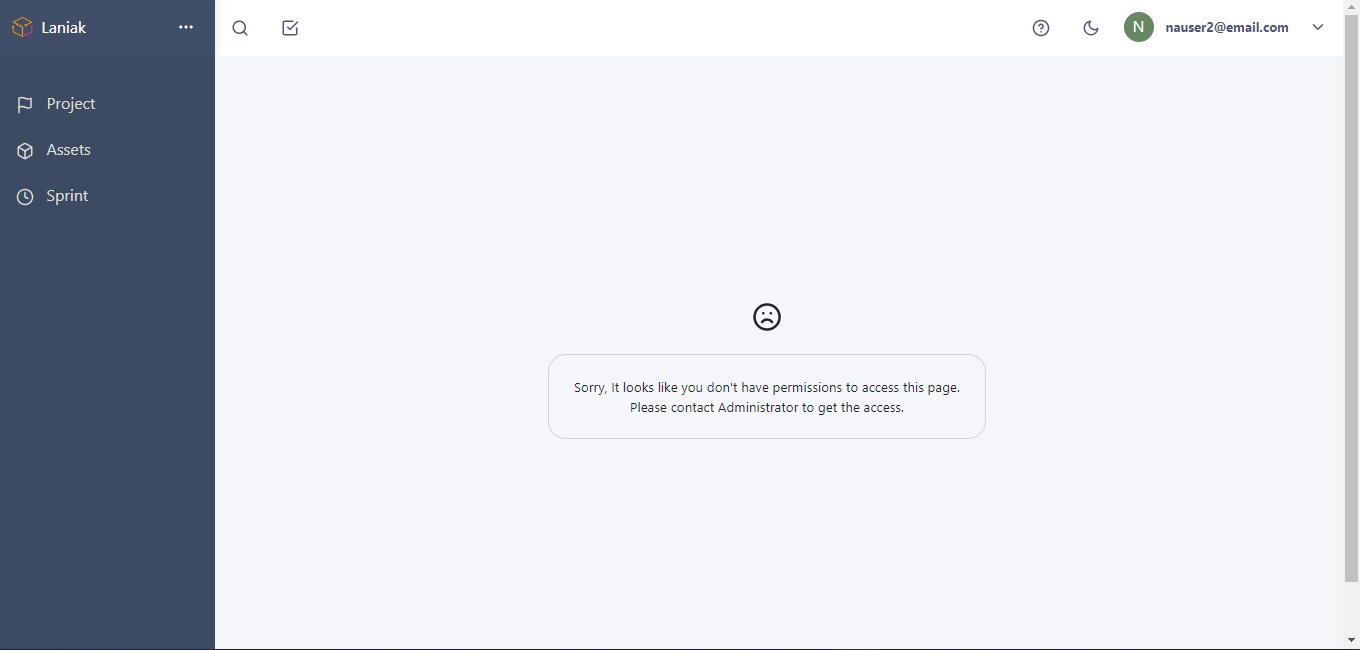 Laniak
N
nauser2@email.com
Project
Assets
Sprint
Sorry, It looks like you don't have permissions to access this page.
Please contact Administrator to get the access.